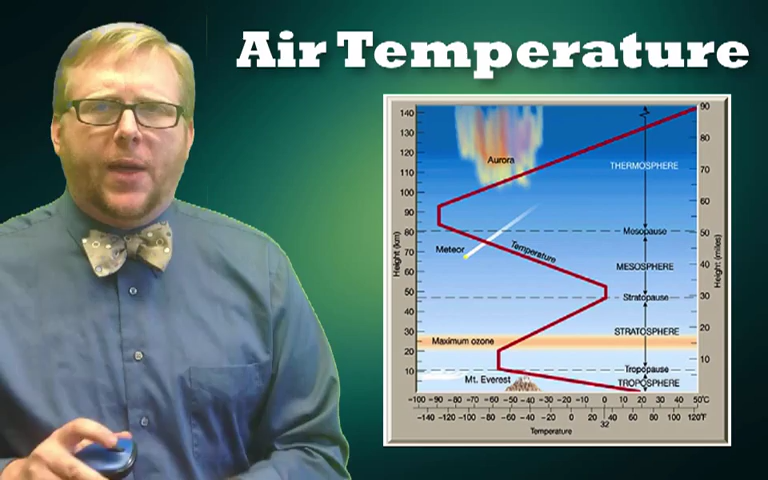 Air Temperature
140
130
120
110
100
90
80
70
60
50
40
30
20
10
Height (km)
90
80
70
60
50
40
30
20
10
Height (miles)
Aurora
THERMOSPHERE
Mesopause
Meteor
Temperature
MESOSPHERE
Stratopause
STRATOSPHERE
Maximum ozone
Tropopause
Mt. Everest
TROPOSPHERE
-100 -90 -80 -70 -60 -50 -40 -30 -20 -10 0 10 20 30 40 50°C
-140 -120 -100 -80 -60 -40 -20 0 20 32 40 60 80 100 120°F
Temperature